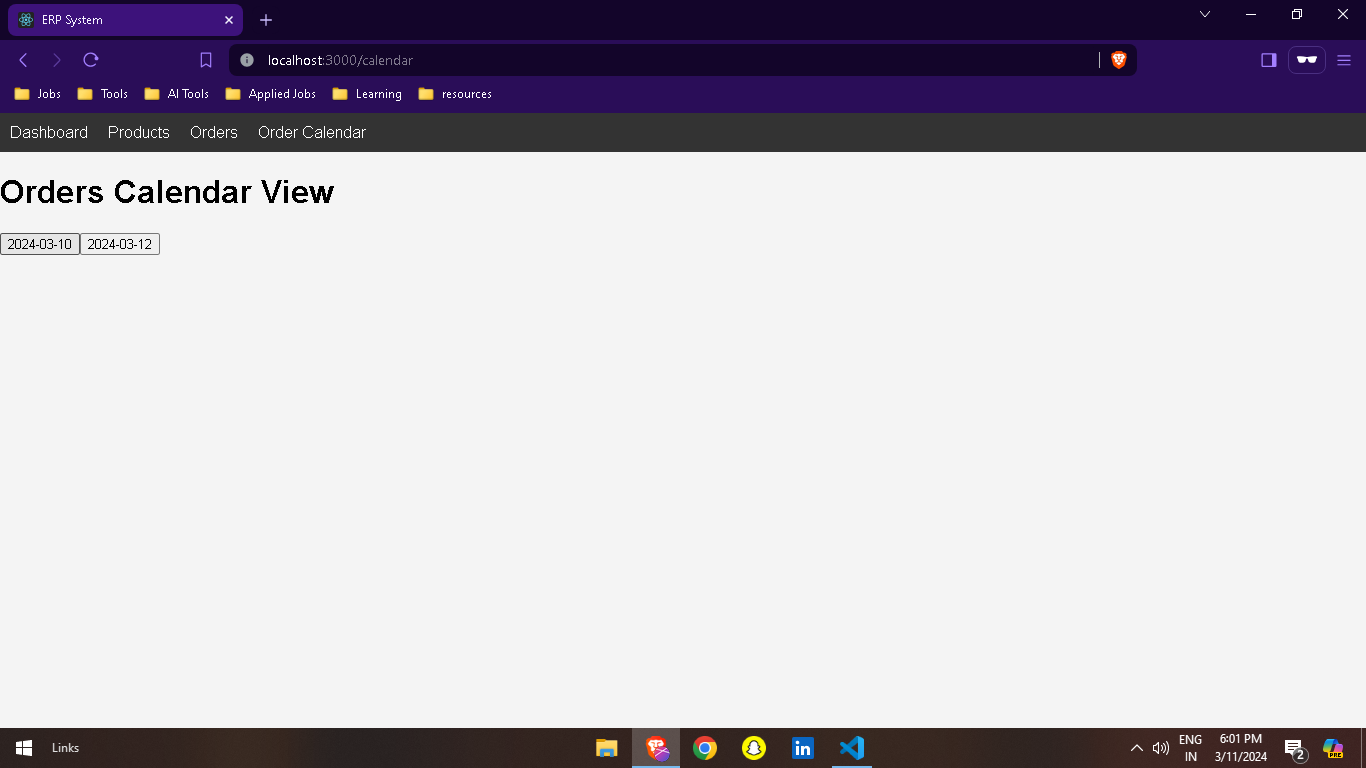 ERP System
localhost:3000/calendar
Jobs Tools AI Tools Applied Jobs Learning resources
Dashboard Products Orders Order Calendar
Orders Calendar View
2024-03-10 2024-03-12
Links
ENG
IN
6:01 PM
3/11/2024
2
PRE